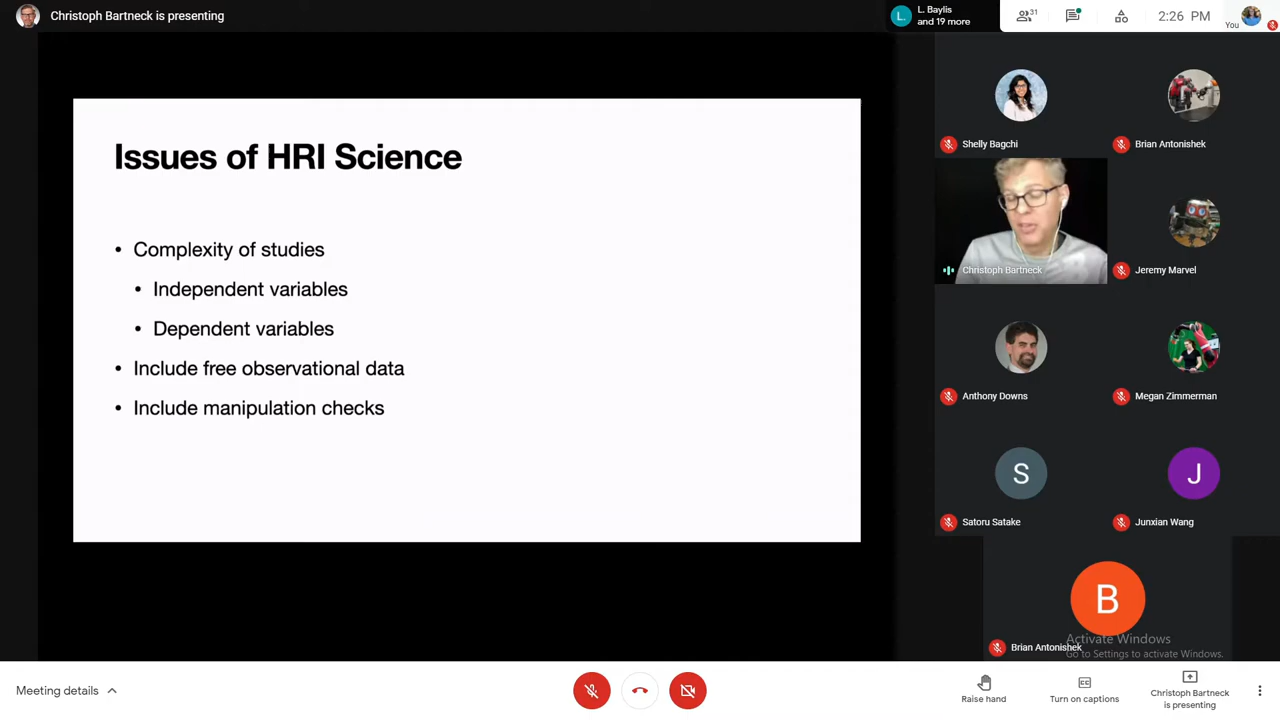 Christoph Bartneck is presenting
L.
L. Baylis
and 19 more
31
2:26 PM
You
Issues of HRI Science
• Complexity of studies
• Independent variables
• Dependent variables
• Include free observational data
• Include manipulation checks
Shelly Bagchi
Brian Antonishek
Christoph Bartneck
Jeremy Marvel
Anthony Downs
Megan Zimmerman
S
J
Satoru Satake
Junxian Wang
B
Brian Antonishek
Activate Windows
Go to Settings to activate Windows.
Meeting details
Raise hand
CC
Turn on captions
Christoph Bartneck
is presenting